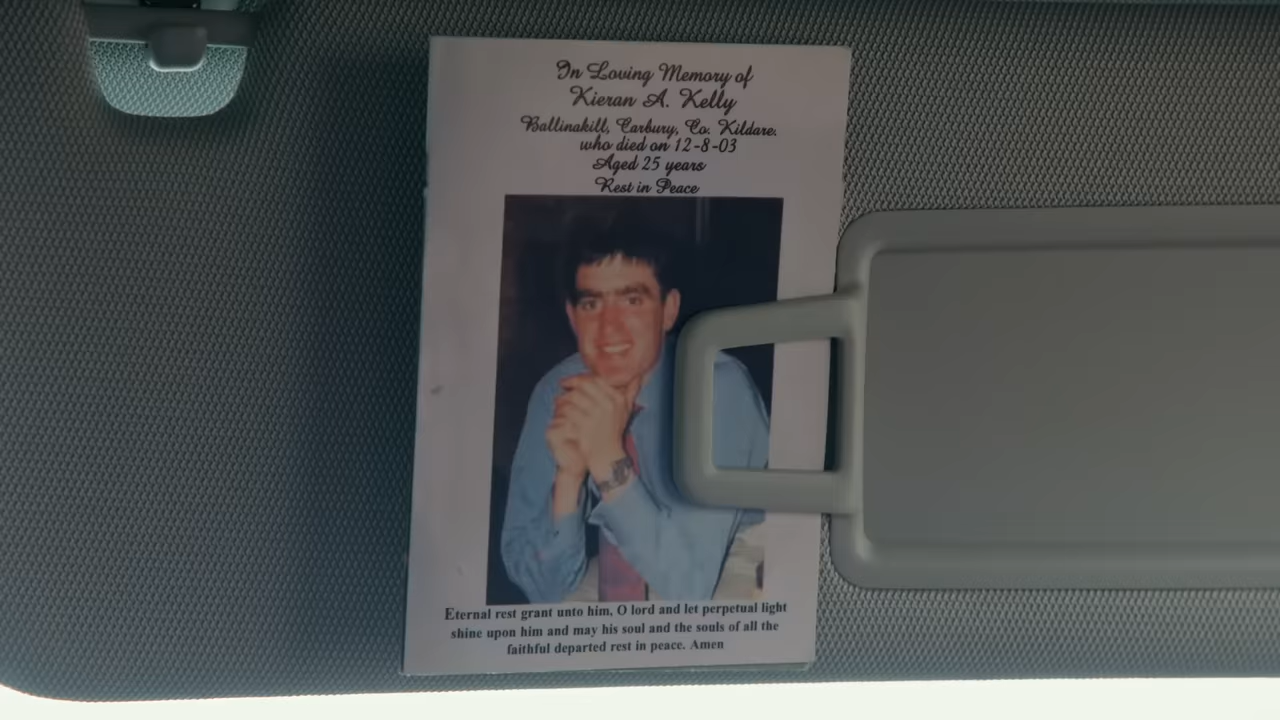 In Loving Memory of
Kieran A. Kelly
Ballinakill, Carbury, Co. Kildare.
who died on 12-8-03
Aged 25 years
Rest in Peace
Eternal rest grant unto him, O lord and let perpetual light
shine upon him and may his soul and the souls of all the
faithful departed rest in peace. Amen